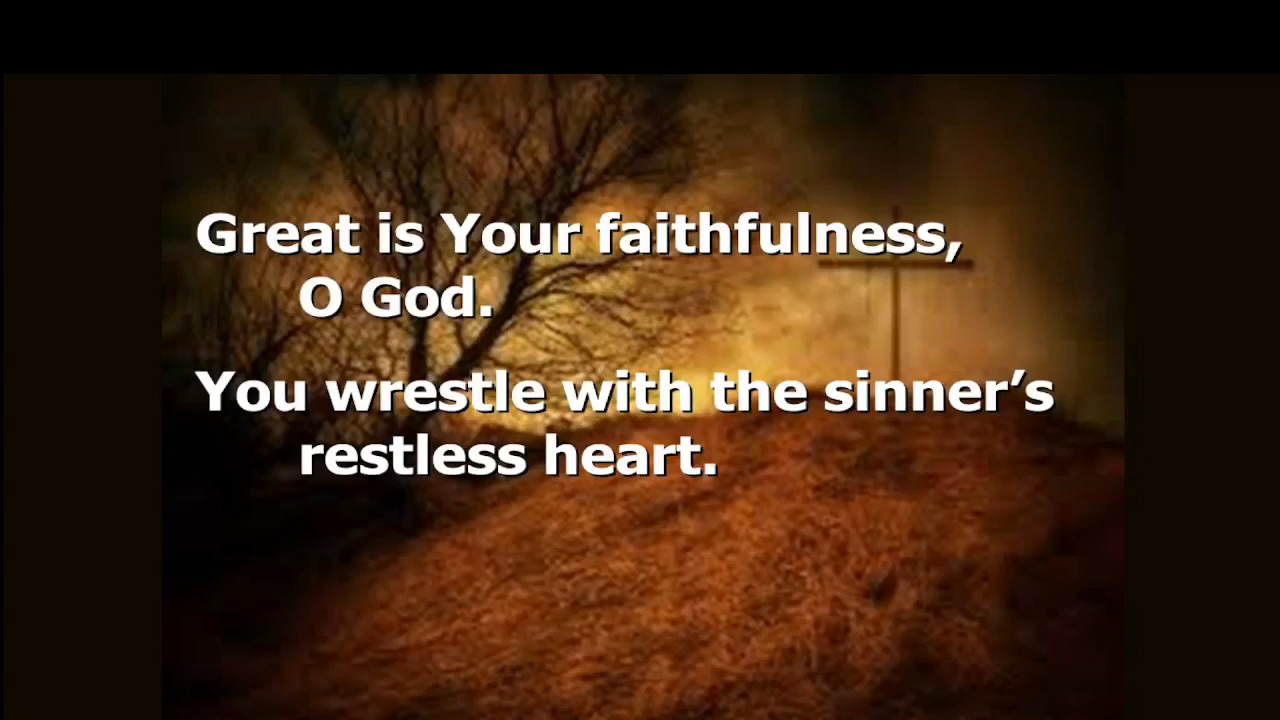 Great is Your faithfulness,
O God.
You wrestle with the sinner’s
restless heart.